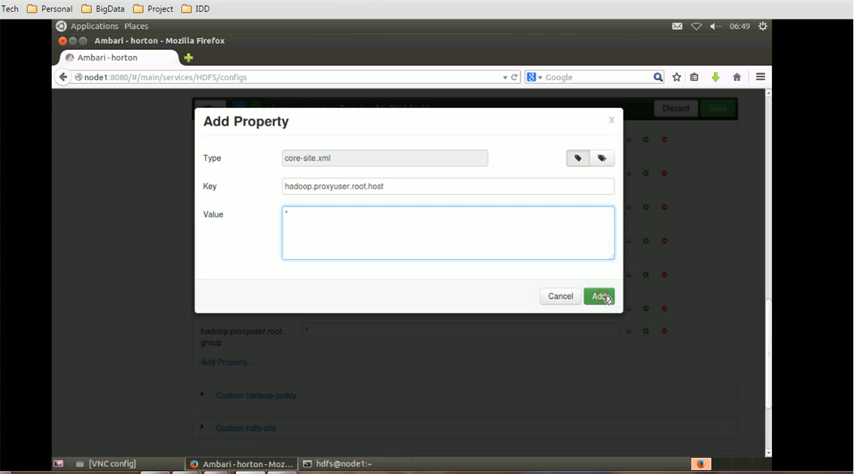 Tech Personal BigData Project IDD
Applications Places 06:49
Ambari - horton - Mozilla Firefox
Ambari - horton
node1:8080/#/main/services/HDFS/configs Google
Discard Save
Add Property x
Type core-site.xml
Key hadoop.proxyuser.root.host
Value *
Cancel Add
hadoop.proxyuser.root. *
group
Add Property...
Custom hadoop-policy
Custom hdfs-site
[VNC config] Ambari - horton - Moz... hdfs@node1:~